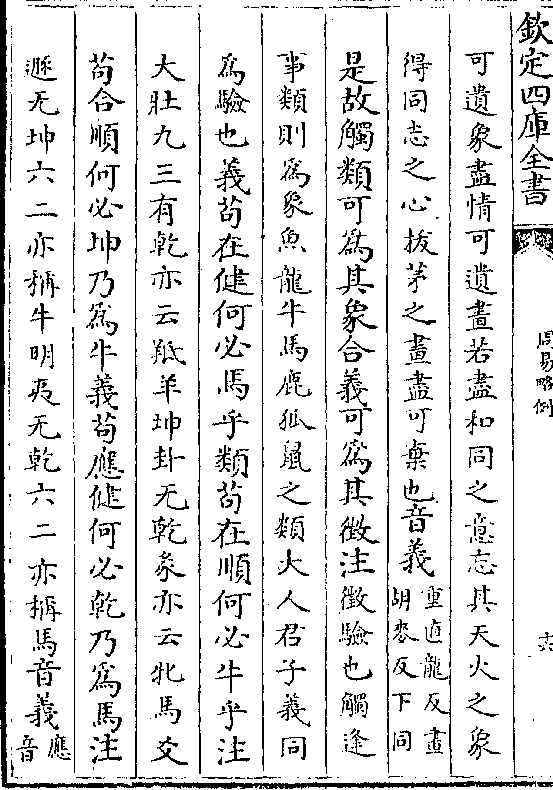 欽定四庫全書
周易略例
六
可遺象盡情可遺畫若盡和同之意忘其天火之象
得同志之心拔茅之畫盡可棄也音義重直龍反畫
胡麥反下同
是故觸類可為其象合義可為其徵注徵驗也觸逢
事類則為象魚龍牛馬鹿狐鼠之類大人君子義同
為驗也義苟在健何必馬乎類苟在順何必牛乎注
大壯九三有乾亦云羝羊坤卦无乾象亦云牝馬爻
苟合順何必坤乃為牛義苟應健何必乾乃為馬注
遯无坤六二亦稱牛明夷无乾六二亦稱馬音義應
音